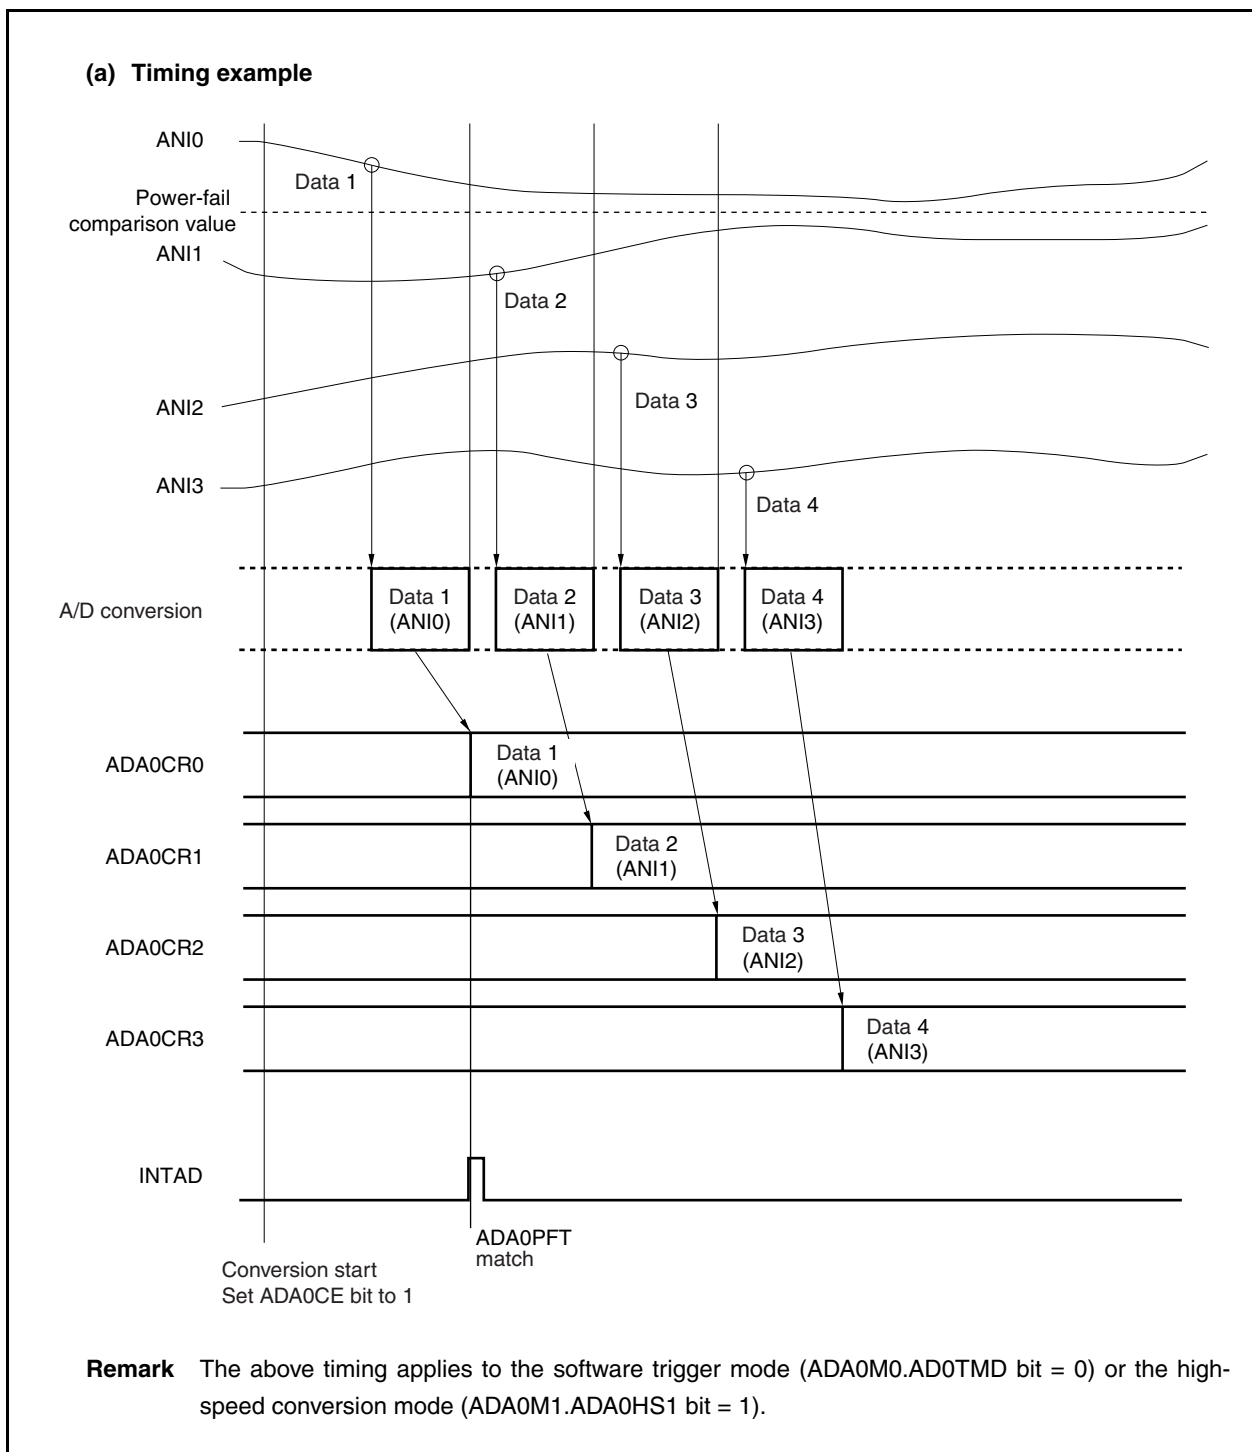 (a) Timing example
ANI0
Data 1
Power-fail
comparison value
ANI1
Data 2
ANI2
Data 3
ANI3
Data 4
A/D conversion
Data 1
(ANI0)
Data 2
(ANI1)
Data 3
(ANI2)
Data 4
(ANI3)
ADA0CR0
Data 1
(ANI0)
ADA0CR1
Data 2
(ANI1)
ADA0CR2
Data 3
(ANI2)
ADA0CR3
Data 4
(ANI3)
INTAD
ADA0PFT
match
Conversion start
Set ADA0CE bit to 1
Remark The above timing applies to the software trigger mode (ADA0M0.AD0TMD bit = 0) or the high-
speed conversion mode (ADA0M1.ADA0HS1 bit = 1).